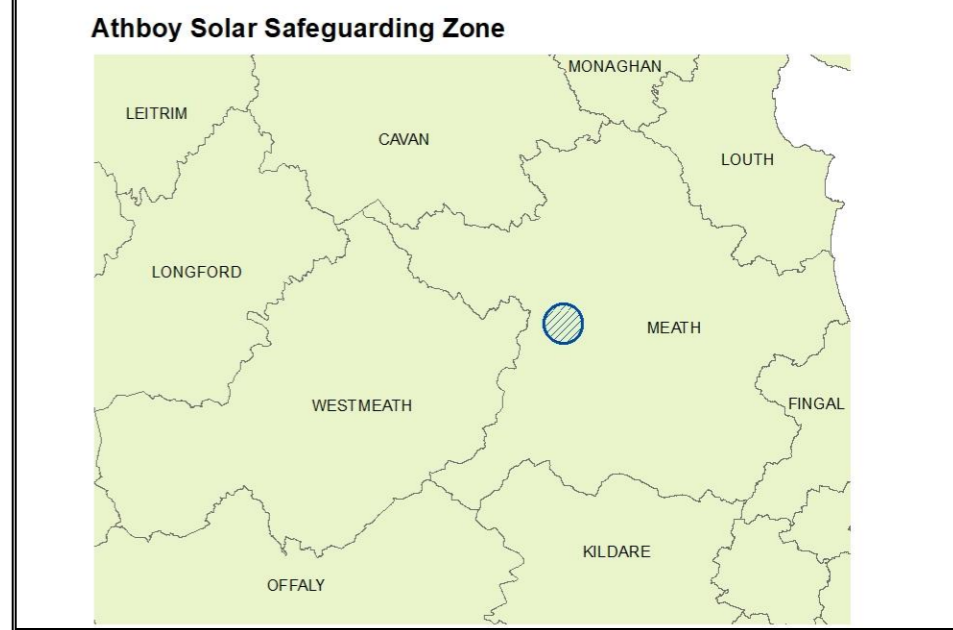 Athboy Solar Safeguarding Zone
MONAGHAN
LEITRIM
CAVAN
LOUTH
LONGFORD
MEATH
WESTMEATH
FINGAL
KILDARE
OFFALY